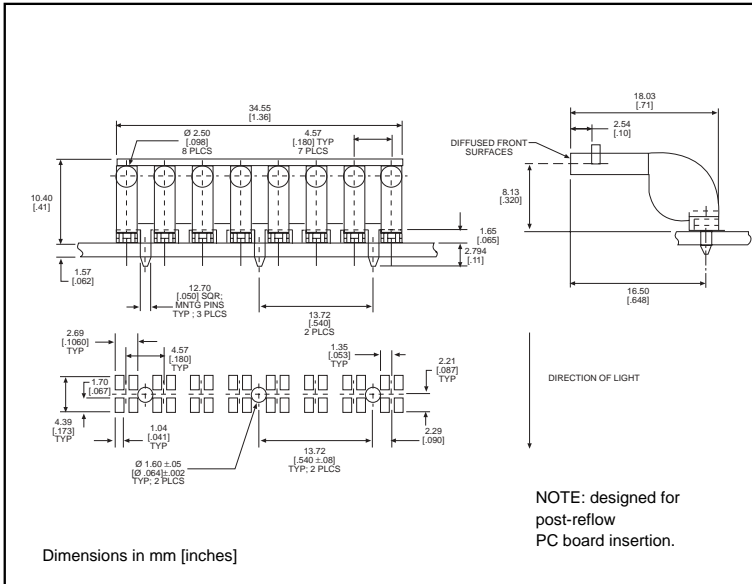 34.55
[1.36]
Ø 2.50
[.098]
8 PLCS
4.57
[.180] TYP
7 PLCS
10.40
[.41]
1.65
[.065]
2.794
[.11]
1.57
[.062]
12.70
[.050] SQR;
MNTG PINS
TYP ; 3 PLCS
13.72
[.540]
2 PLCS
18.03
[.71]
2.54
[.10]
DIFFUSED FRONT
SURFACES
8.13
[.320]
16.50
[.648]
2.69
[.1060]
TYP
4.57
[.180]
TYP
1.35
[.053]
TYP
2.21
[.087]
TYP
1.70
[.067]
4.39
[.173]
TYP
1.04
[.041]
TYP
2.29
[.090]
13.72
[.540 ±.08]
TYP; 2 PLCS
Ø 1.60 ±.05
[Ø .064]±.002
TYP; 2 PLCS
DIRECTION OF LIGHT
NOTE: designed for
post-reflow
PC board insertion.
Dimensions in mm [inches]